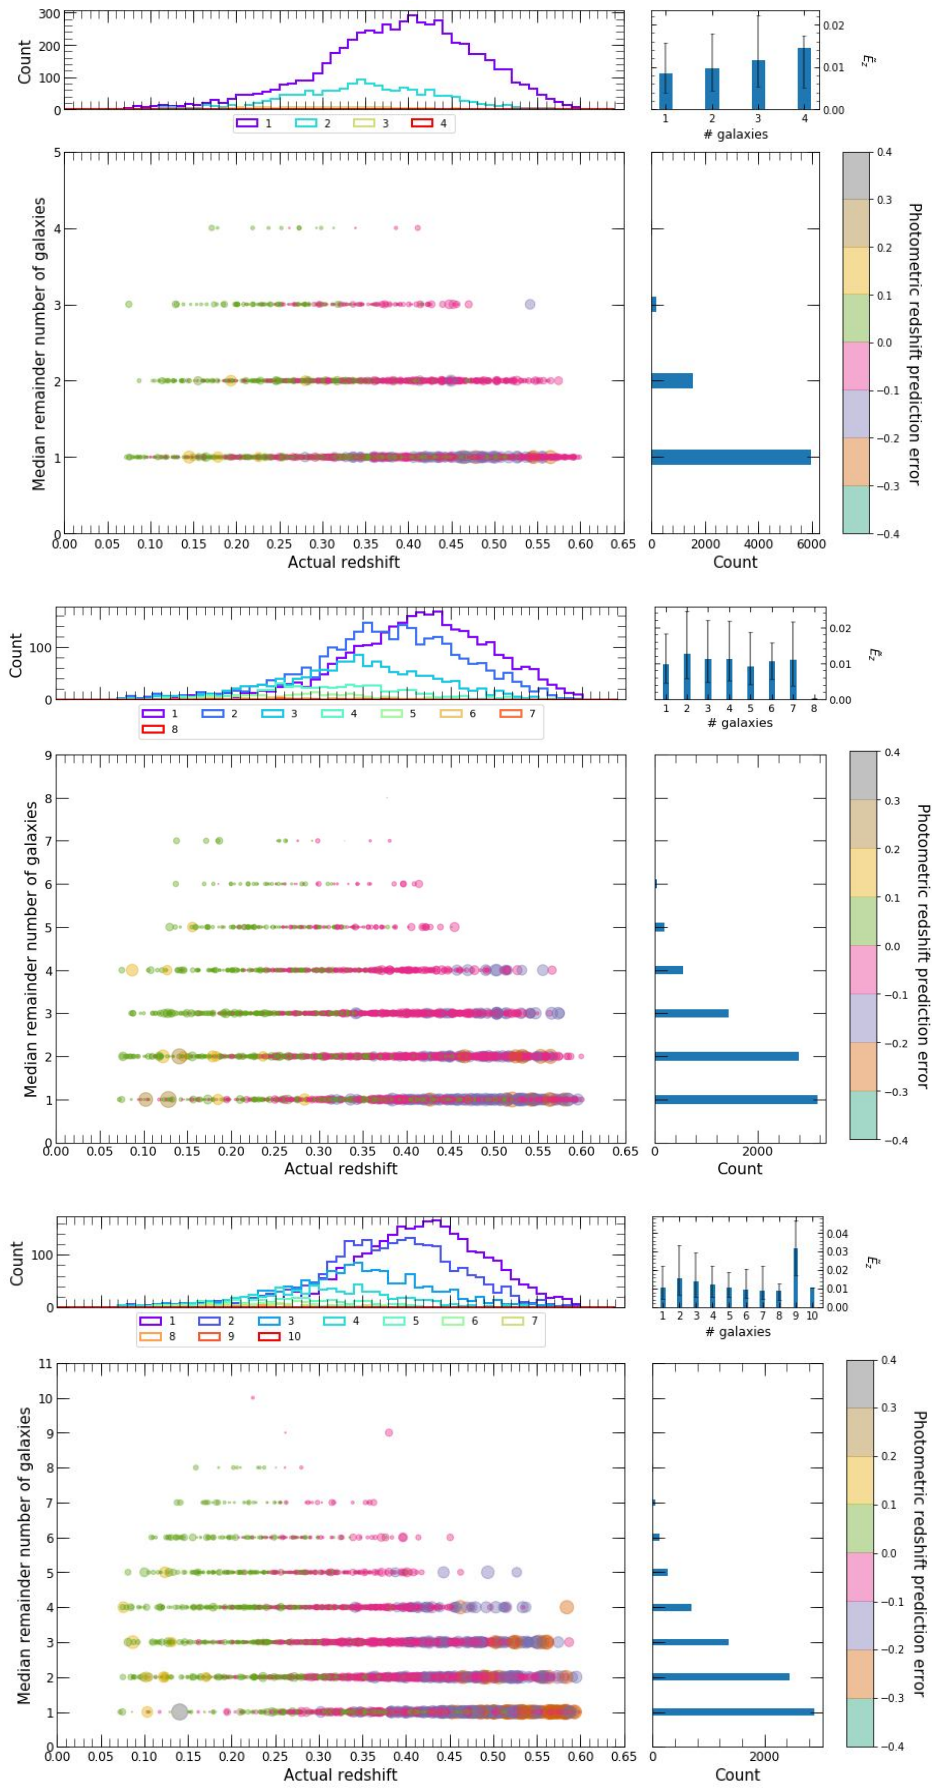 300
200
100
0
Count
1 2 3 4
0.02
0.01
0.00
Ẽz
1 2 3 4
# galaxies
5
4
3
2
1
0
Median remainder number of galaxies
0.00 0.05 0.10 0.15 0.20 0.25 0.30 0.35 0.40 0.45 0.50 0.55 0.60 0.65
Actual redshift
0 2000 4000 6000
Count
0.4
0.3
0.2
0.1
0.0
−0.1
−0.2
−0.3
−0.4
Photometric redshift prediction error
100
0
Count
1 2 3 4 5 6 7
8
0.02
0.01
0.00
Ẽz
1 2 3 4 5 6 7 8
# galaxies
9
8
7
6
5
4
3
2
1
0
Median remainder number of galaxies
0.00 0.05 0.10 0.15 0.20 0.25 0.30 0.35 0.40 0.45 0.50 0.55 0.60 0.65
Actual redshift
0 2000
Count
0.4
0.3
0.2
0.1
0.0
−0.1
−0.2
−0.3
−0.4
Photometric redshift prediction error
100
0
Count
1 2 3 4 5 6 7
8 9 10
0.04
0.03
0.02
0.01
0.00
Ẽz
1 2 3 4 5 6 7 8 9 10
# galaxies
11
10
9
8
7
6
5
4
3
2
1
0
Median remainder number of galaxies
0.00 0.05 0.10 0.15 0.20 0.25 0.30 0.35 0.40 0.45 0.50 0.55 0.60 0.65
Actual redshift
0 2000
Count
0.4
0.3
0.2
0.1
0.0
−0.1
−0.2
−0.3
−0.4
Photometric redshift prediction error